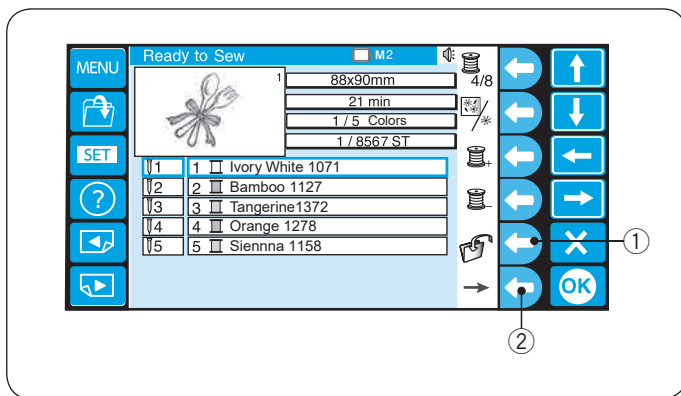 MENU
Ready to Sew M2
1
88x90mm
4/8
21 min
1 / 5 Colors
1 / 8567 ST
SET
1 1 Ivory White 1071
2 2 Bamboo 1127
3 3 Tangerine1372
4 4 Orange 1278
5 5 Siennna 1158
?
+
-
OK
1
2